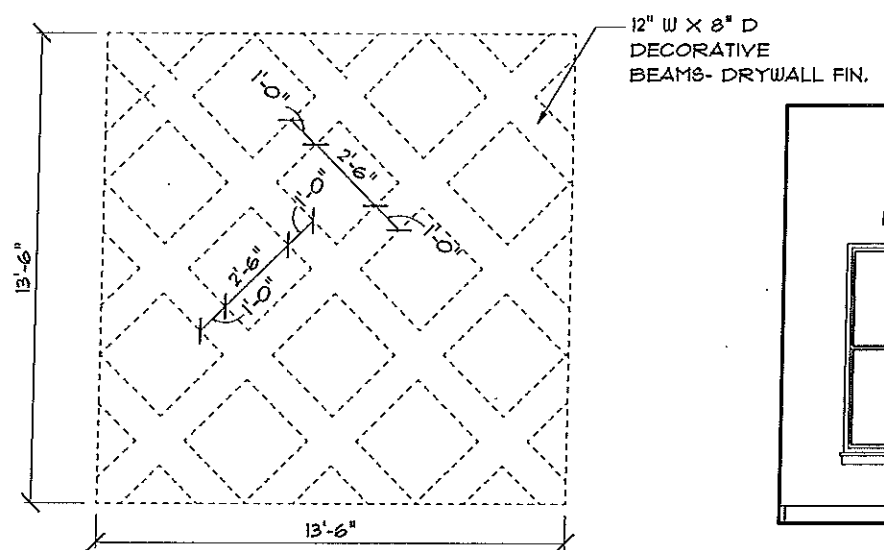 12" W X 8" D
DECORATIVE
BEAMS- DRYWALL FIN.
1'-0"
2'-6"
1'-0"
1'-0"
2'-6"
1'-0"
13'-6"
13'-6"